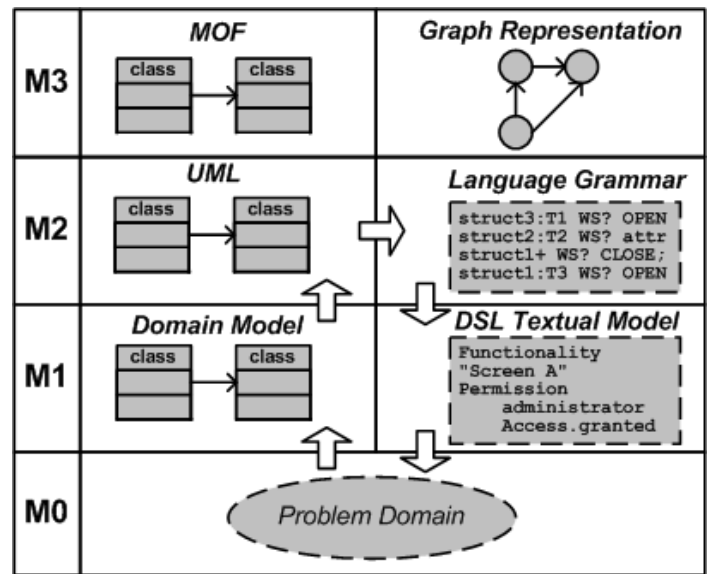 M3
MOF
class
class
Graph Representation
M2
UML
class
class
Language Grammar
struct3:T1 WS? OPEN
struct2:T2 WS? attr
struct1+ WS? CLOSE;
struct1:T3 WS? OPEN
M1
Domain Model
class
class
DSL Textual Model
Functionality
"Screen A"
Permission
administrator
Access.granted
M0
Problem Domain